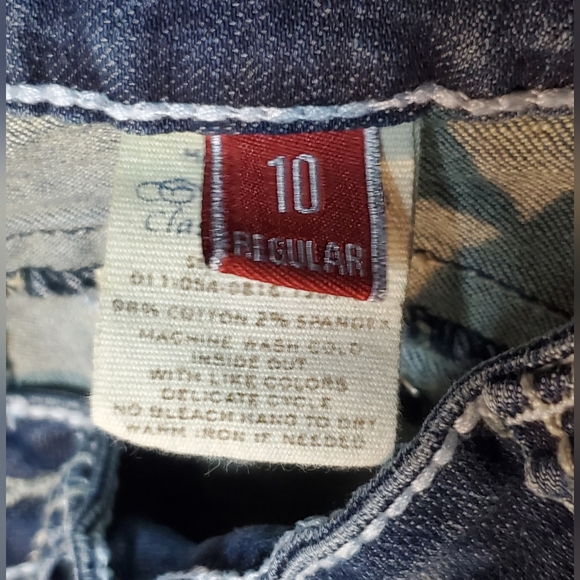 10
REGULAR
98% COTTON 2% SPANDEX
MACHINE WASH COLD
INSIDE OUT
WITH LIKE COLORS
DELICATE CYCLE
NO BLEACH HANG TO DRY
WARM IRON IF NEEDED